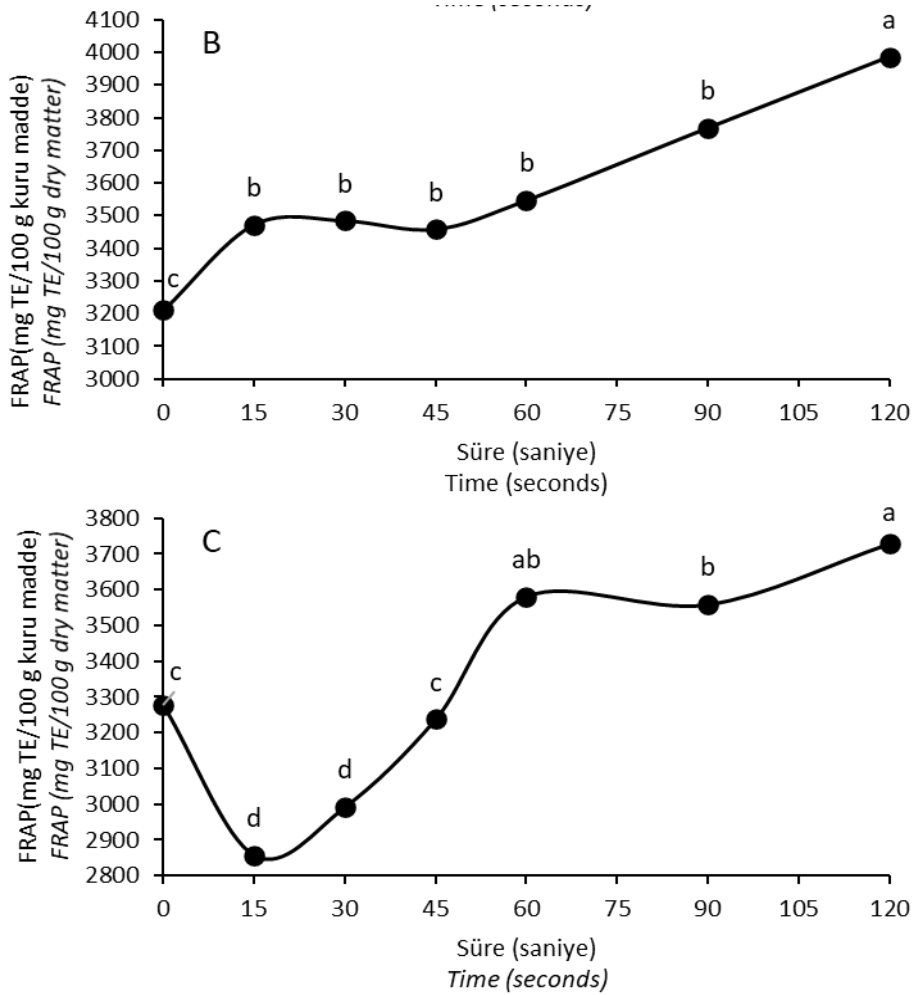 Time (seconds)
B
FRAP(mg TE/100 g kuru madde)
FRAP (mg TE/100 g dry matter)
4100
4000
3900
3800
3700
3600
3500
3400
3300
3200
3100
3000
c
b
b
b
b
b
a
0 15 30 45 60 75 90 105 120
Süre (saniye)
Time (seconds)
C
FRAP(mg TE/100 g kuru madde)
FRAP (mg TE/100 g dry matter)
3800
3700
3600
3500
3400
3300
3200
3100
3000
2900
2800
c
d
d
c
ab
b
a
0 15 30 45 60 75 90 105 120
Süre (saniye)
Time (seconds)